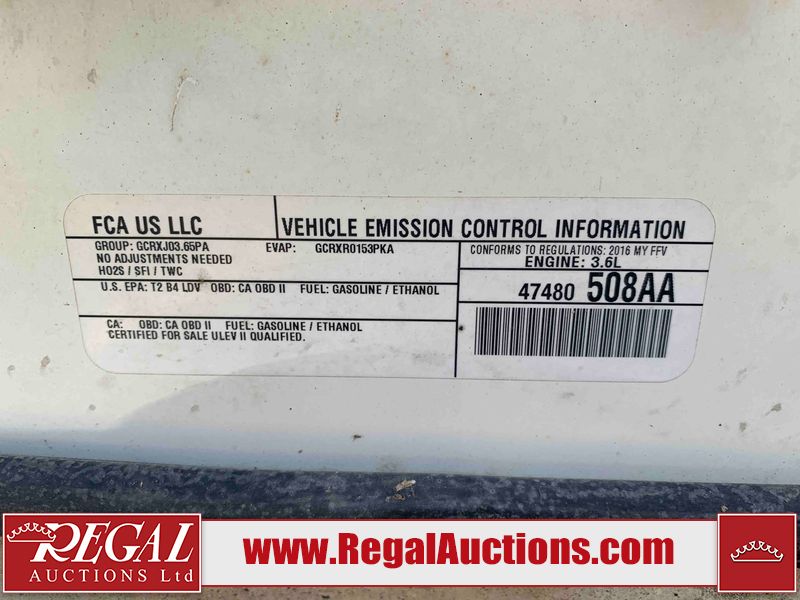 FCA US LLC
VEHICLE EMISSION CONTROL INFORMATION
GROUP: GCRXJ03.65PA EVAP: GCRXR0153PKA
NO ADJUSTMENTS NEEDED
HO2S / SFI / TWC
CONFORMS TO REGULATIONS: 2016 MY FFV
ENGINE: 3.6L
U.S. EPA: T2 B4 LDV OBD: CA OBD II FUEL: GASOLINE / ETHANOL
47480 508AA
CA: OBD: CA OBD II FUEL: GASOLINE / ETHANOL
CERTIFIED FOR SALE ULEV II QUALIFIED.
REGAL
AUCTIONS Ltd
www.RegalAuctions.com